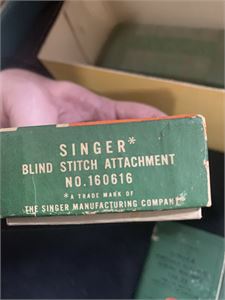 SINGER*
BLIND STITCH ATTACHMENT
NO. 160616
*A TRADE MARK OF
THE SINGER MANUFACTURING COMPANY